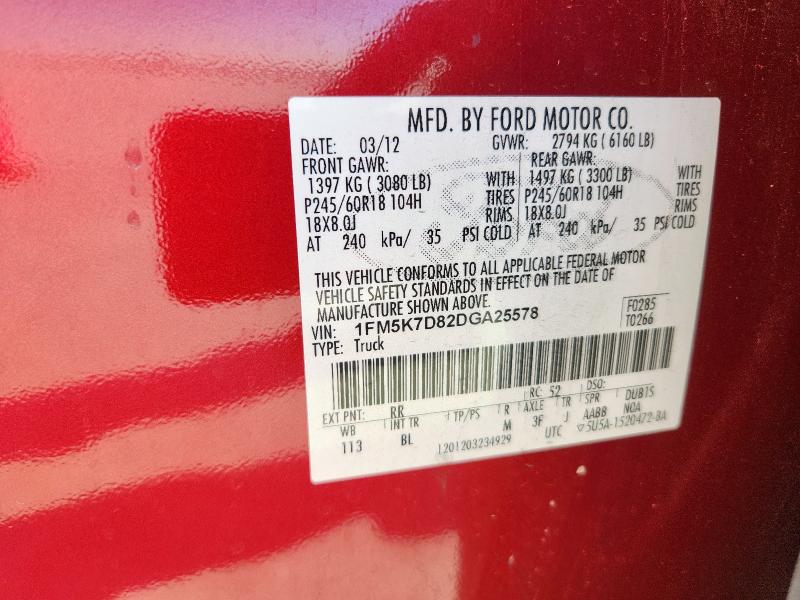 MFD. BY FORD MOTOR CO.
DATE: 03/12 GVWR: 2794 KG ( 6160 LB)
FRONT GAWR: REAR GAWR:
1397 KG ( 3080 LB) WITH 1497 KG ( 3300 LB) WITH
P245/60R18 104H TIRES P245/60R18 104H TIRES
18X8.0J RIMS 18X8.0J RIMS
AT 240 kPa/ 35 PSI COLD AT 240 kPa/ 35 PSI COLD
THIS VEHICLE CONFORMS TO ALL APPLICABLE FEDERAL MOTOR
VEHICLE SAFETY STANDARDS IN EFFECT ON THE DATE OF
MANUFACTURE SHOWN ABOVE.
VIN: 1FM5K7D82DGA25578 F0285
TYPE: Truck T0266
EXT PNT: RR RC: 52 DSO:
WB INT TR TP/PS R AXLE TR SPR DUB1S
113 BL M 3F J AABB NQA
1201203234929 UTC ▽5U5A-1520472-BA